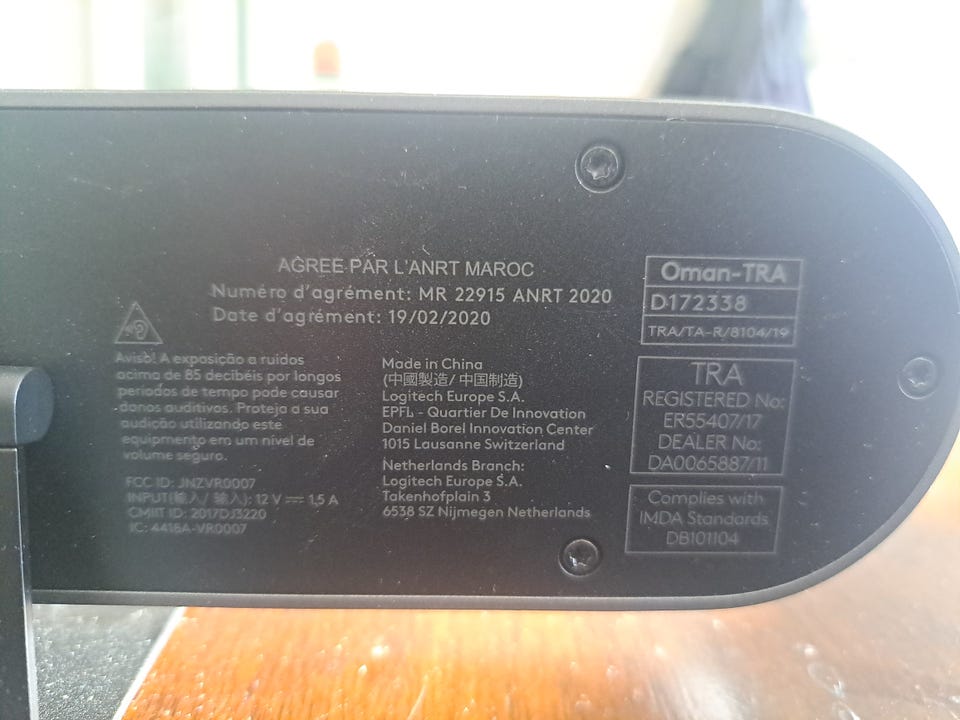 AGREE PAR L'ANRT MAROC
Numéro d'agrément: MR 22915 ANRT 2020
Date d'agrément: 19/02/2020
Aviso! A exposição a ruídos
acima de 85 decibéis por longos
períodos de tempo pode causar
danos auditivos. Proteja a sua
audição utilizando este
equipamento em um nível de
volume seguro.
FCC ID: JNZVR0007
INPUT(輸入/ 输入): 12 V ⎓ 1,5 A
CMIIT ID: 2017DJ3220
IC: 4418A-VR0007
Made in China
(中國製造/ 中国制造)
Logitech Europe S.A.
EPFL - Quartier De Innovation
Daniel Borel Innovation Center
1015 Lausanne Switzerland
Netherlands Branch:
Logitech Europe S.A.
Takenhofplain 3
6538 SZ Nijmegen Netherlands
Oman-TRA
D172338
TRA/TA-R/8104/19
TRA
REGISTERED No:
ER55407/17
DEALER No:
DA0065887/11
Complies with
IMDA Standards
DB101104